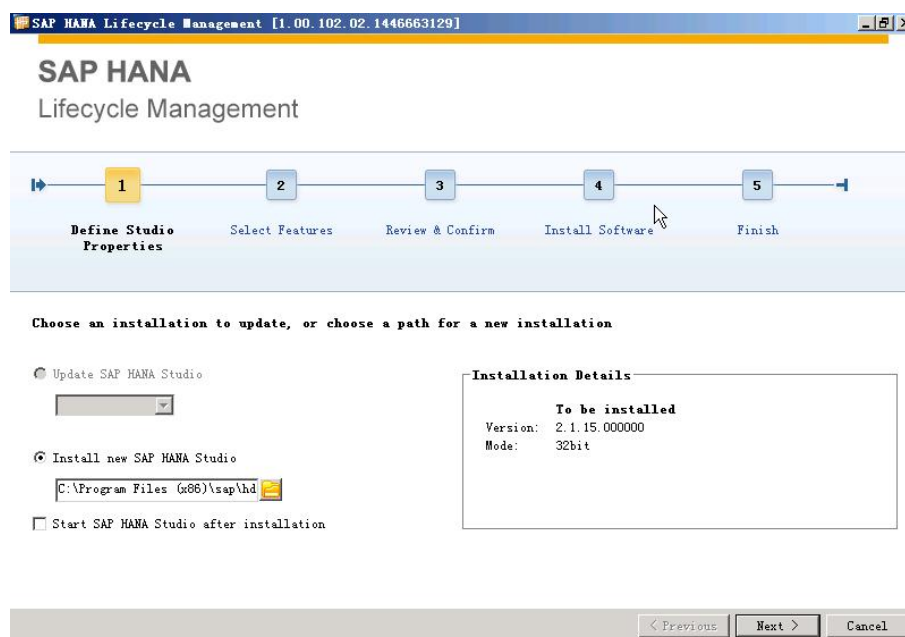 SAP HANA Lifecycle Management [1.00.102.02.1446663129]
SAP HANA
Lifecycle Management
1
2
3
4
5
Define Studio
Properties
Select Features
Review & Confirm
Install Software
Finish
Choose an installation to update, or choose a path for a new installation
Update SAP HANA Studio
Install new SAP HANA Studio
C:\Program Files (x86)\sap\hd
Start SAP HANA Studio after installation
Installation Details
To be installed
Version: 2.1.15.000000
Mode: 32bit
< Previous
Next >
Cancel